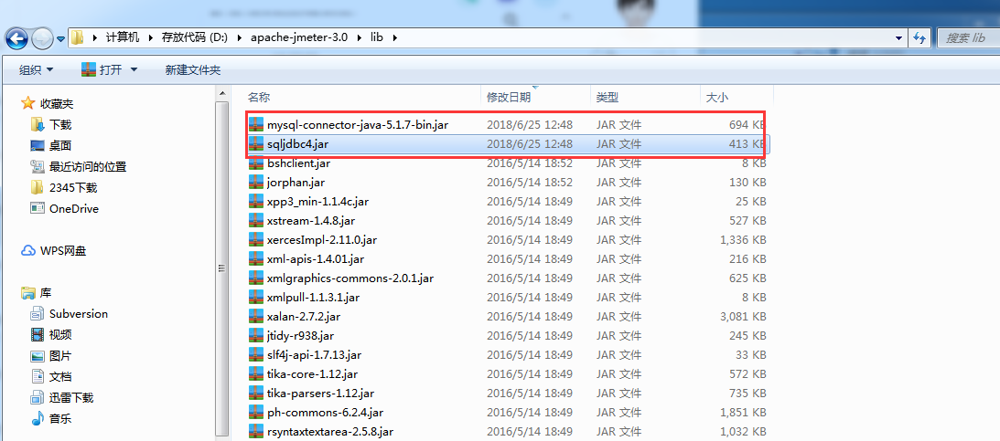 计算机 存放代码 (D:) apache-jmeter-3.0 lib 搜索 lib
组织 打开 新建文件夹
收藏夹
下载
桌面
最近访问的位置
2345下载
OneDrive
WPS网盘
库
Subversion
视频
图片
文档
迅雷下载
音乐
名称 修改日期 类型 大小
mysql-connector-java-5.1.7-bin.jar 2018/6/25 12:48 JAR 文件 694 KB
sqljdbc4.jar 2018/6/25 12:48 JAR 文件 413 KB
bshclient.jar 2016/5/14 18:52 JAR 文件 8 KB
jorphan.jar 2016/5/14 18:52 JAR 文件 130 KB
xpp3_min-1.1.4c.jar 2016/5/14 18:49 JAR 文件 25 KB
xstream-1.4.8.jar 2016/5/14 18:49 JAR 文件 527 KB
xercesImpl-2.11.0.jar 2016/5/14 18:49 JAR 文件 1,336 KB
xml-apis-1.4.01.jar 2016/5/14 18:49 JAR 文件 216 KB
xmlgraphics-commons-2.0.1.jar 2016/5/14 18:49 JAR 文件 625 KB
xmlpull-1.1.3.1.jar 2016/5/14 18:49 JAR 文件 8 KB
xalan-2.7.2.jar 2016/5/14 18:49 JAR 文件 3,081 KB
jtidy-r938.jar 2016/5/14 18:49 JAR 文件 245 KB
slf4j-api-1.7.13.jar 2016/5/14 18:49 JAR 文件 33 KB
tika-core-1.12.jar 2016/5/14 18:49 JAR 文件 572 KB
tika-parsers-1.12.jar 2016/5/14 18:49 JAR 文件 735 KB
ph-commons-6.2.4.jar 2016/5/14 18:49 JAR 文件 1,851 KB
rsyntaxtextarea-2.5.8.jar 2016/5/14 18:49 JAR 文件 1,032 KB